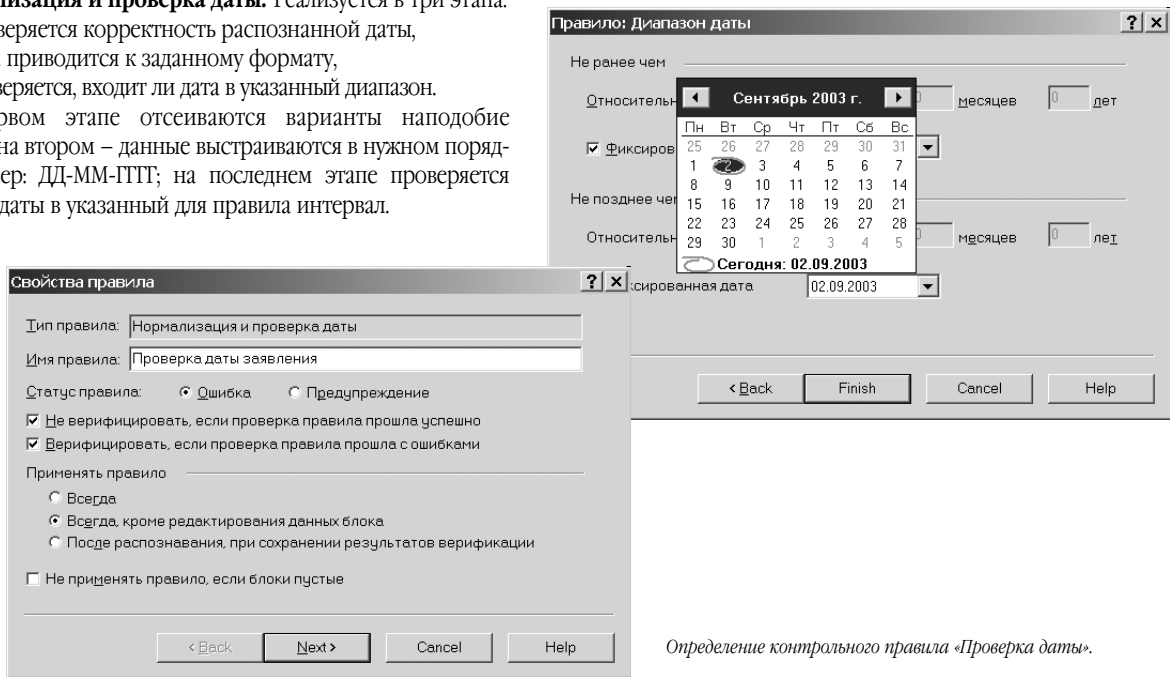 лизация и проверка даты. Реализуется в три этапа:
веряется корректность распознанной даты,
приводится к заданному формату,
веряется, входит ли дата в указанный диапазон.
рвом этапе отсеиваются варианты наподобие
на втором – данные выстраиваются в нужном поряд-
мер: ДД-ММ-ГГГГ; на последнем этапе проверяется
даты в указанный для правила интервал.
Правило: Диапазон даты
Не ранее чем
Относительн
0 месяцев 0 лет
Фиксиров
Сентябрь 2003 г.
Пн Вт Ср Чт Пт Сб Вс
25 26 27 28 29 30 31
1 2 3 4 5 6 7
8 9 10 11 12 13 14
15 16 17 18 19 20 21
22 23 24 25 26 27 28
29 30 1 2 3 4 5
Сегодня: 02.09.2003
Не позднее чем
Относительн
0 месяцев 0 лет
ксированная дата 02.09.2003
< Back Finish Cancel Help
Свойства правила
Тип правила: Нормализация и проверка даты
Имя правила: Проверка даты заявления
Статус правила: Ошибка Предупреждение
Не верифицировать, если проверка правила прошла успешно
Верифицировать, если проверка правила прошла с ошибками
Применять правило
Всегда
Всегда, кроме редактирования данных блока
После распознавания, при сохранении результатов верификации
Не применять правило, если блоки пустые
< Back Next > Cancel Help
Определение контрольного правила «Проверка даты».